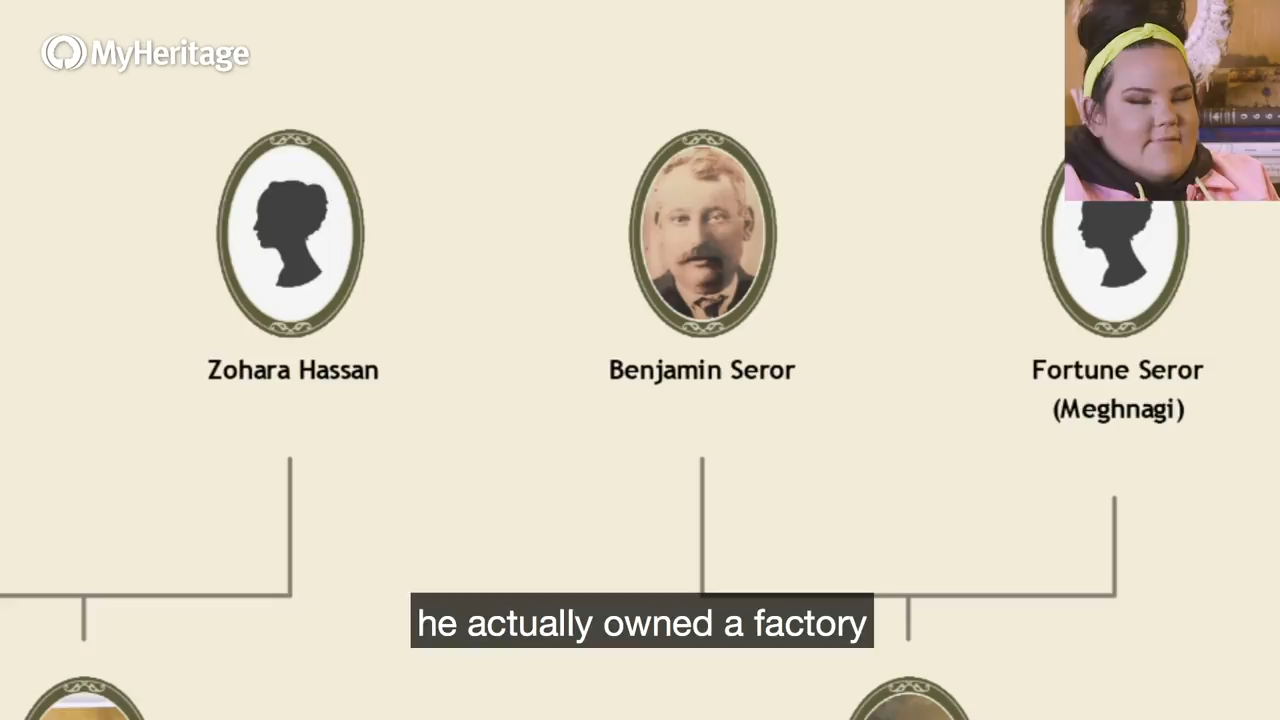 MyHeritage
Zohara Hassan
Benjamin Seror
Fortune Seror
(Meghnagi)
he actually owned a factory